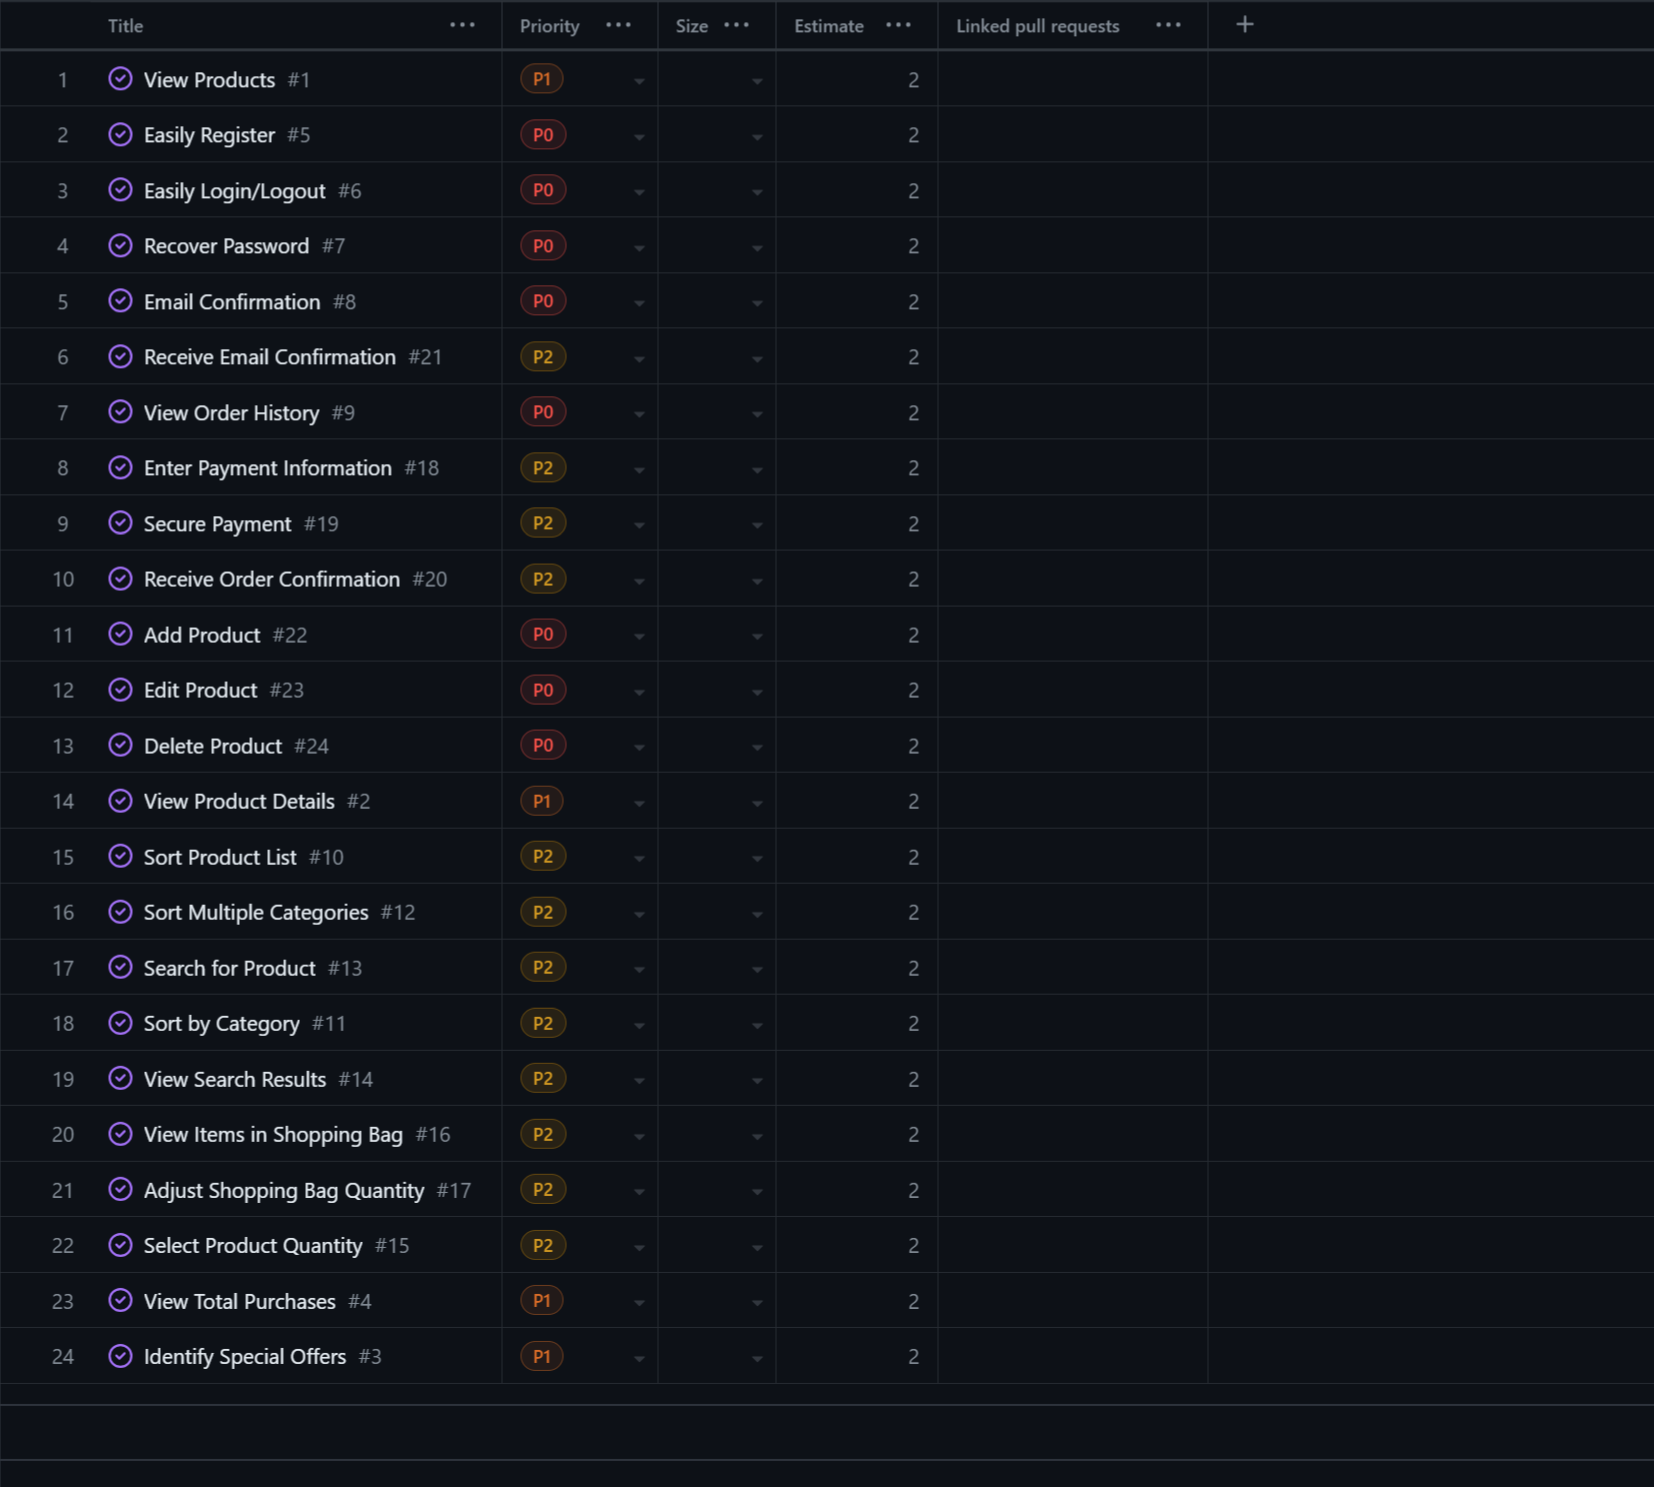 Title ... Priority ... Size ... Estimate ... Linked pull requests ... +
1 View Products #1 P1 2
2 Easily Register #5 P0 2
3 Easily Login/Logout #6 P0 2
4 Recover Password #7 P0 2
5 Email Confirmation #8 P0 2
6 Receive Email Confirmation #21 P2 2
7 View Order History #9 P0 2
8 Enter Payment Information #18 P2 2
9 Secure Payment #19 P2 2
10 Receive Order Confirmation #20 P2 2
11 Add Product #22 P0 2
12 Edit Product #23 P0 2
13 Delete Product #24 P0 2
14 View Product Details #2 P1 2
15 Sort Product List #10 P2 2
16 Sort Multiple Categories #12 P2 2
17 Search for Product #13 P2 2
18 Sort by Category #11 P2 2
19 View Search Results #14 P2 2
20 View Items in Shopping Bag #16 P2 2
21 Adjust Shopping Bag Quantity #17 P2 2
22 Select Product Quantity #15 P2 2
23 View Total Purchases #4 P1 2
24 Identify Special Offers #3 P1 2